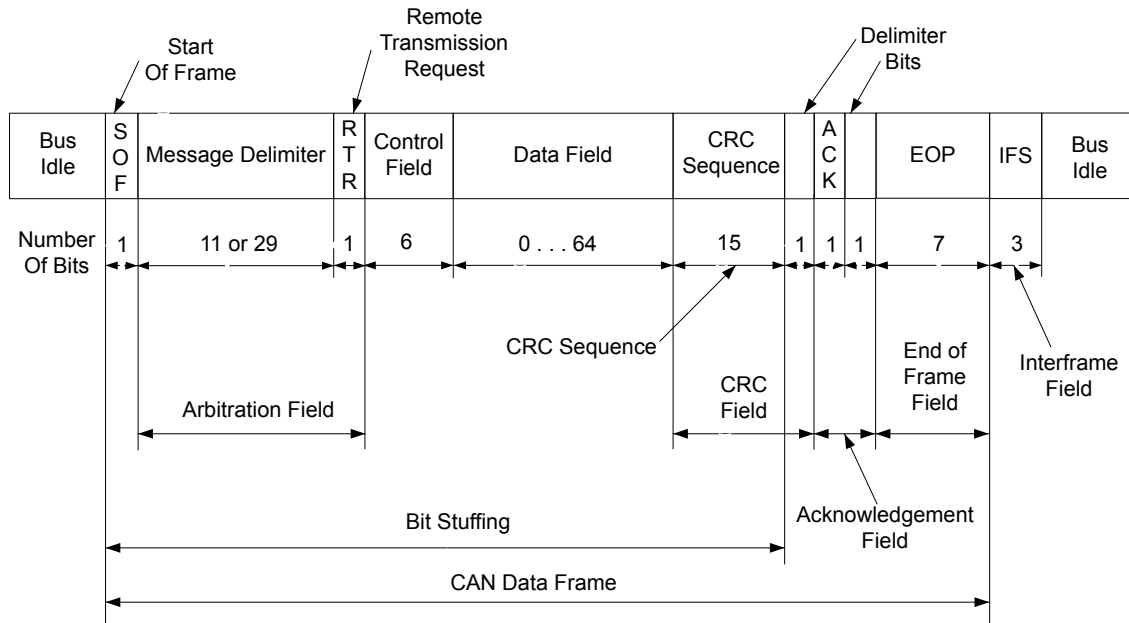 Start
Of Frame
Remote
Transmission
Request
Delimiter
Bits
Bus
Idle
S
O
F
Message Delimiter
R
T
R
Control
Field
Data Field
CRC
Sequence
A
C
K
EOP
IFS
Bus
Idle
Number
Of Bits
1
11 or 29
1
6
0 . . . 64
15
1
1
1
7
3
CRC Sequence
End of
Frame
Field
Interframe
Field
Arbitration Field
CRC
Field
Bit Stuffing
Acknowledgement
Field
CAN Data Frame